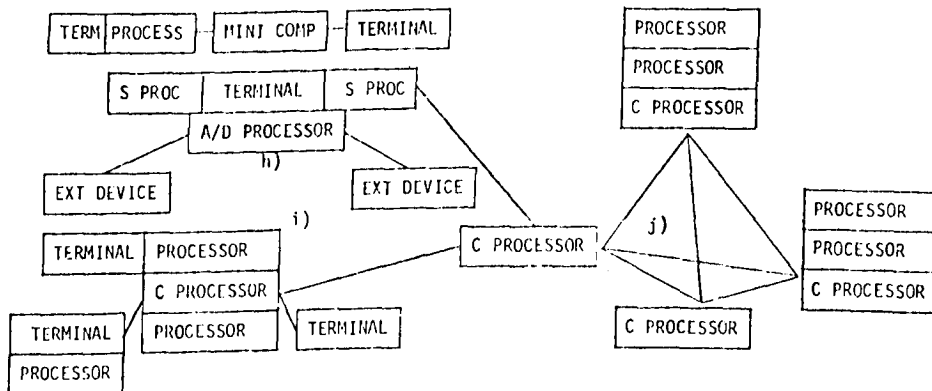 TERM PROCESS MINI COMP TERMINAL
S PROC TERMINAL S PROC
A/D PROCESSOR
h)
EXT DEVICE EXT DEVICE
i)
TERMINAL PROCESSOR
C PROCESSOR
PROCESSOR
TERMINAL
PROCESSOR
TERMINAL
C PROCESSOR
PROCESSOR
PROCESSOR
C PROCESSOR
j)
PROCESSOR
PROCESSOR
C PROCESSOR
C PROCESSOR